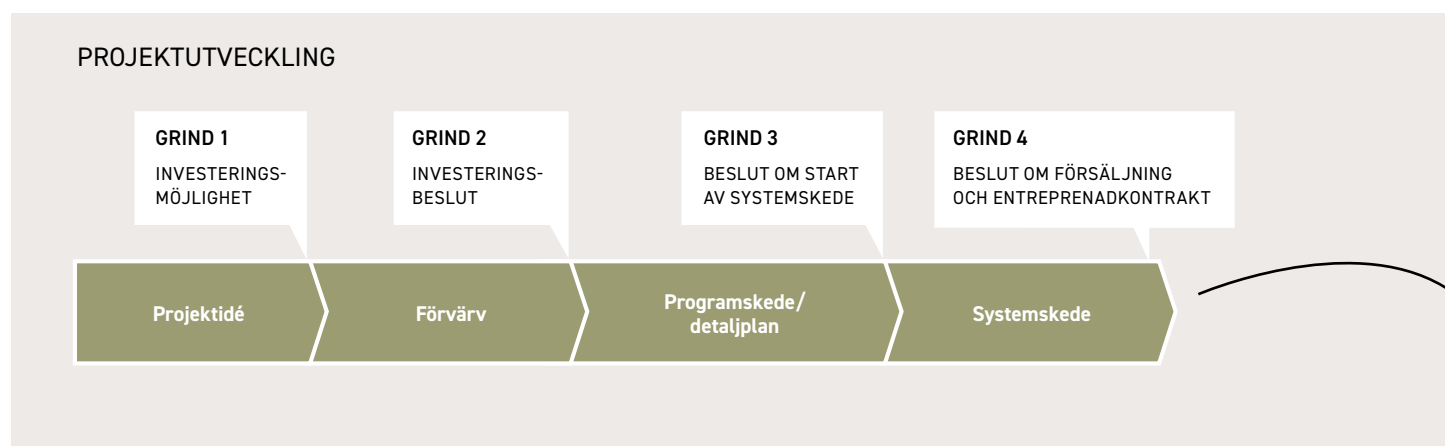 PROJEKTUTVECKLING
GRIND 1
INVESTERINGS-
MÖJLIGHET
GRIND 2
INVESTERINGS-
BESLUT
GRIND 3
BESLUT OM START
AV SYSTEMSKEDE
GRIND 4
BESLUT OM FÖRSÄLJNING
OCH ENTREPRENADKONTRAKT
Projektidé
Förvärv
Programskede/
detaljplan
Systemskede